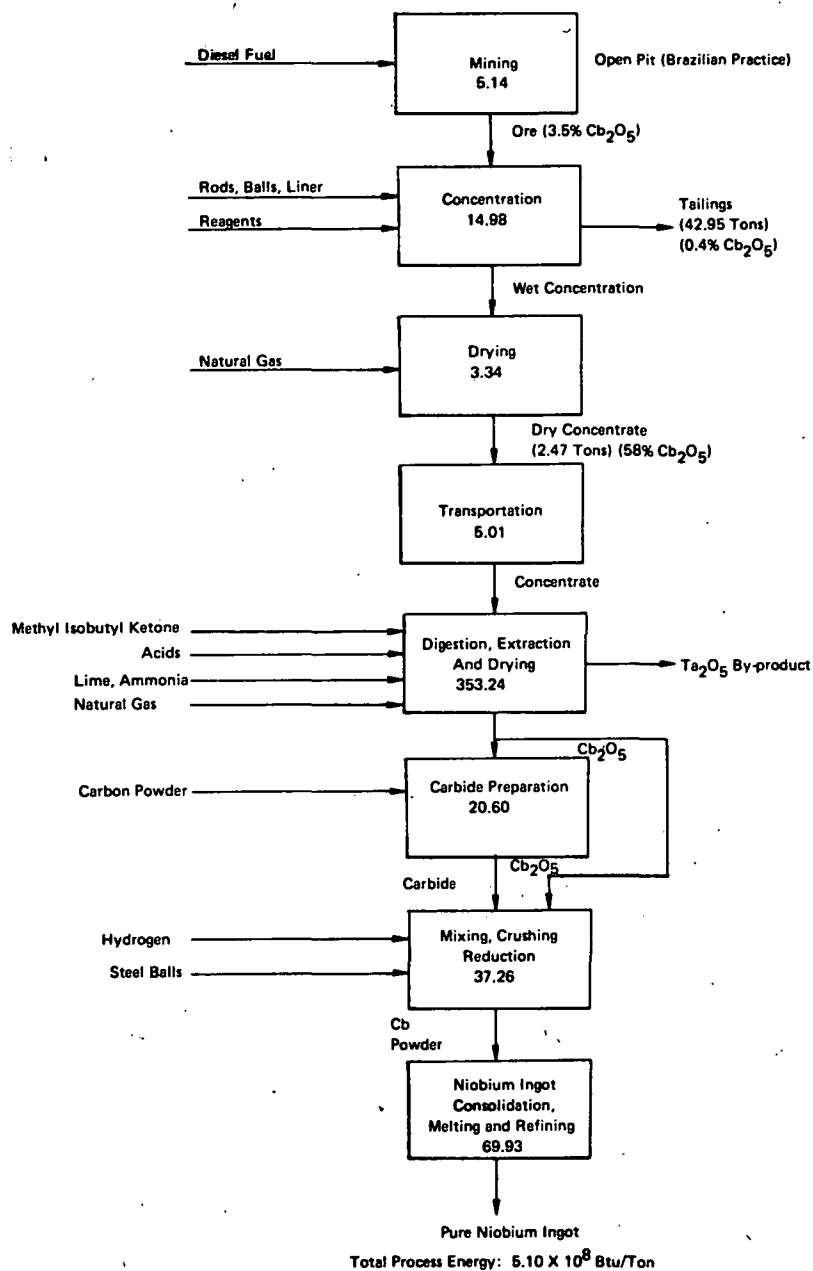 Diesel Fuel
Mining
5.14
Open Pit (Brazilian Practice)
Ore (3.5% Cb₂O₅)
Rods, Balls, Liner
Reagents
Concentration
14.98
Tailings
(42.95 Tons)
(0.4% Cb₂O₅)
Wet Concentration
Natural Gas
Drying
3.34
Dry Concentrate
(2.47 Tons) (58% Cb₂O₅)
Transportation
5.01
Concentrate
Methyl Isobutyl Ketone
Acids
Lime, Ammonia
Natural Gas
Digestion, Extraction
And Drying
353.24
Ta₂O₅ By-product
Cb₂O₅
Carbon Powder
Carbide Preparation
20.60
Cb₂O₅
Carbide
Hydrogen
Steel Balls
Mixing, Crushing
Reduction
37.26
Cb
Powder
Niobium Ingot
Consolidation,
Melting and Refining
69.93
Pure Niobium Ingot
Total Process Energy: 5.10 X 10⁸ Btu/Ton